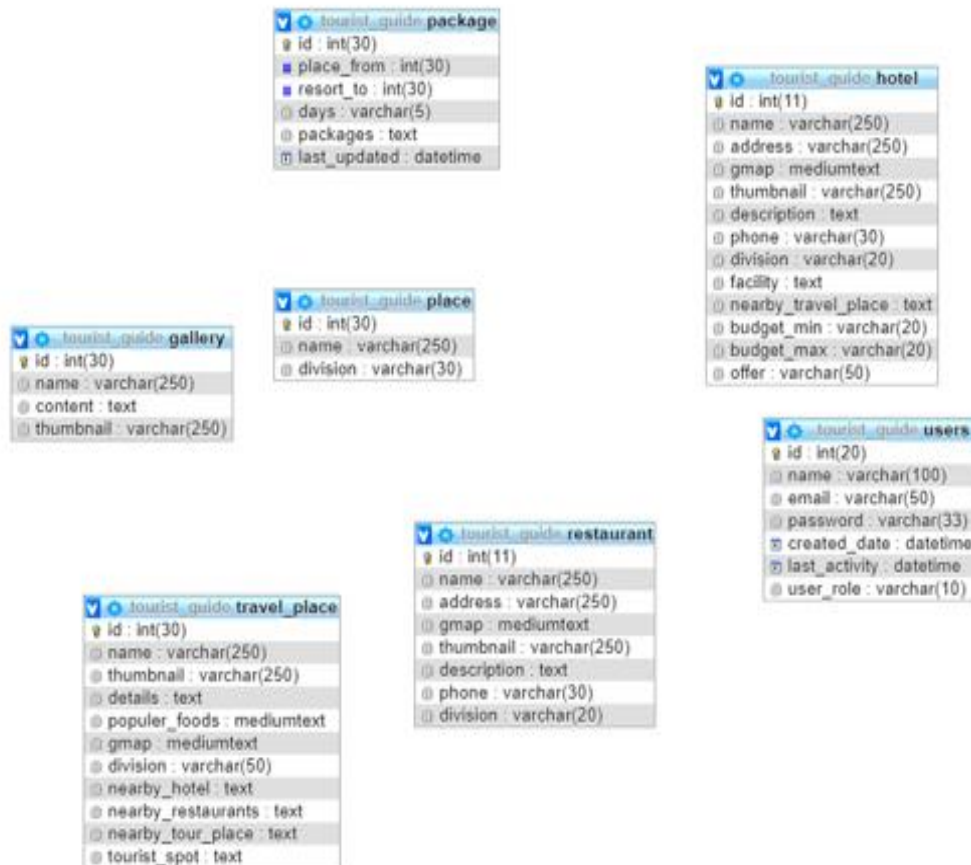 tourist_guide package
id : int(30)
place_from : int(30)
resort_to : int(30)
days : varchar(5)
packages : text
last_updated : datetime
tourist_guide hotel
id : int(11)
name : varchar(250)
address : varchar(250)
gmap : mediumtext
thumbnail : varchar(250)
description : text
phone : varchar(30)
division : varchar(20)
facility : text
nearby_travel_place : text
budget_min : varchar(20)
budget_max : varchar(20)
offer : varchar(50)
tourist_guide place
id : int(30)
name : varchar(250)
division : varchar(30)
tourist_guide gallery
id : int(30)
name : varchar(250)
content : text
thumbnail : varchar(250)
tourist_guide users
id : int(20)
name : varchar(100)
email : varchar(50)
password : varchar(33)
created_date : datetime
last_activity : datetime
user_role : varchar(10)
tourist_guide restaurant
id : int(11)
name : varchar(250)
address : varchar(250)
gmap : mediumtext
thumbnail : varchar(250)
description : text
phone : varchar(30)
division : varchar(20)
tourist_guide travel_place
id : int(30)
name : varchar(250)
thumbnail : varchar(250)
details : text
populer_foods : mediumtext
gmap : mediumtext
division : varchar(50)
nearby_hotel : text
nearby_restaurants : text
nearby_tour_place : text
tourist_spot : text